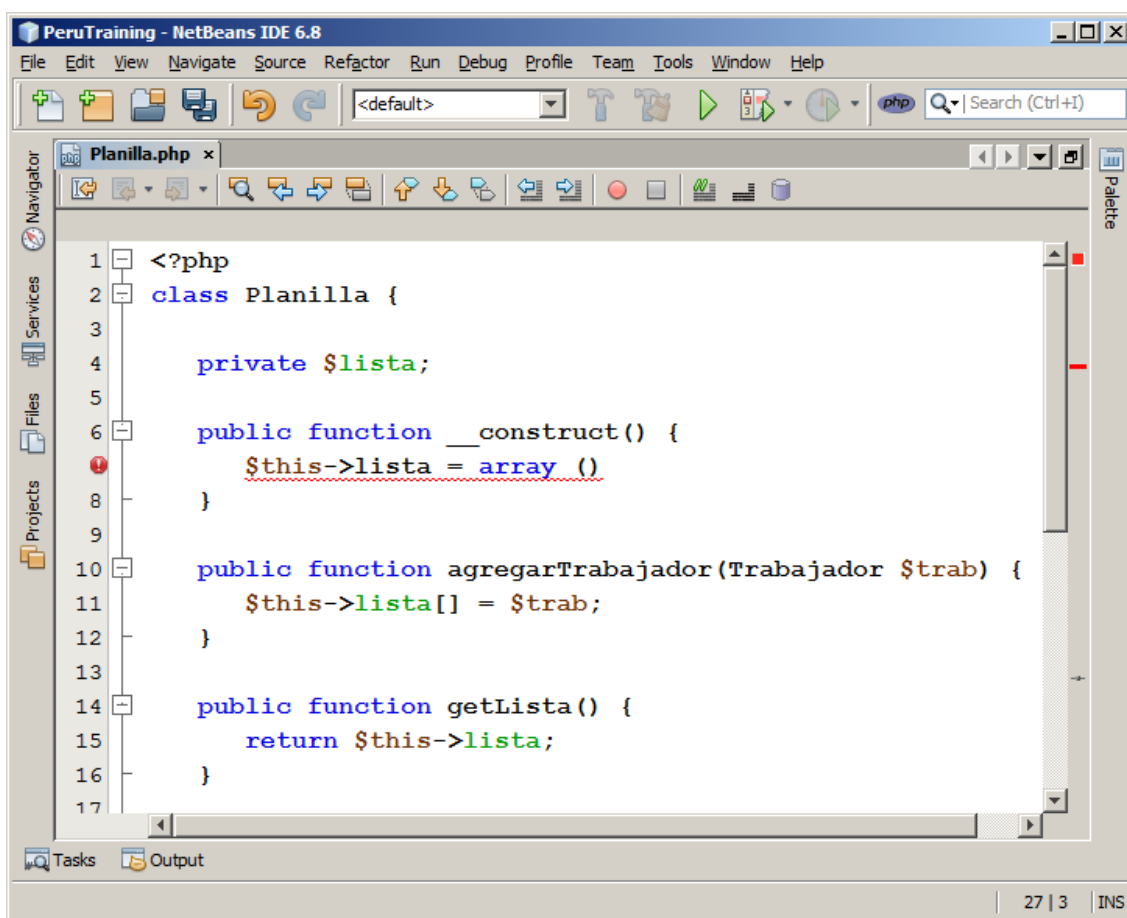 PeruTraining - NetBeans IDE 6.8
File Edit View Navigate Source Refactor Run Debug Profile Team Tools Window Help
<default>
php
Search (Ctrl+I)
Navigator
Services
Files
Projects
php Planilla.php x
Palette
1 <?php
2 class Planilla {
3
4 private $lista;
5
6 public function __construct() {
$this->lista = array ()
8 }
9
10 public function agregarTrabajador(Trabajador $trab) {
11 $this->lista[] = $trab;
12 }
13
14 public function getLista() {
15 return $this->lista;
16 }
17
Tasks Output
27 | 3 INS